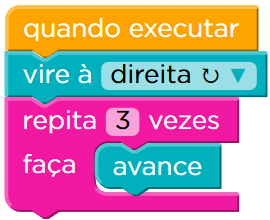 quando executar
vire à direita ↻ ▼
repita 3 vezes
faça avance